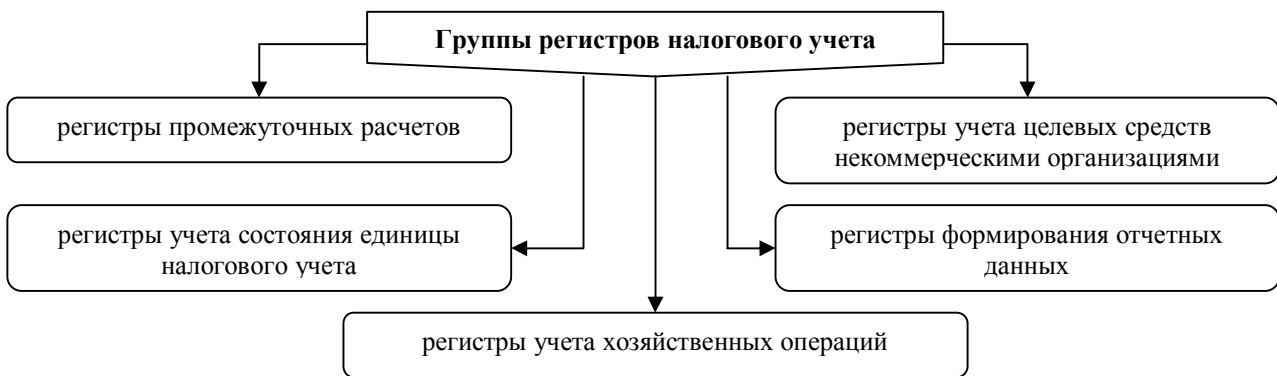 Группы регистров налогового учета
регистры промежуточных расчетов
регистры учета целевых средств
некоммерческими организациями
регистры учета состояния единицы
налогового учета
регистры формирования отчетных
данных
регистры учета хозяйственных операций